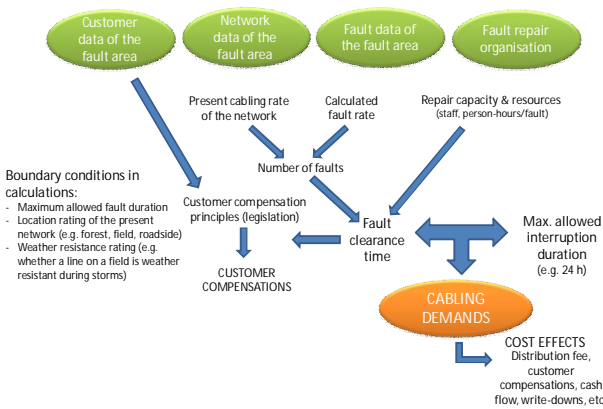 Customer
data of the
fault area
Network
data of the
fault area
Fault data of
the fault area
Fault repair
organisation
Present cabling rate
of the network
Calculated
fault rate
Repair capacity & resources
(staff, person-hours/fault)
Number of faults
Boundary conditions in
calculations:
- Maximum allowed fault duration
- Location rating of the present
network (e.g. forest, field, roadside)
- Weather resistance rating (e.g.
whether a line on a field is weather
resistant during storms)
Customer compensation
principles (legislation)
Fault
clearance
time
Max. allowed
interruption
duration
(e.g. 24 h)
CUSTOMER
COMPENSATIONS
CABLING
DEMANDS
COST EFFECTS
Distribution fee,
customer
compensations, cash
flow, write-downs, etc